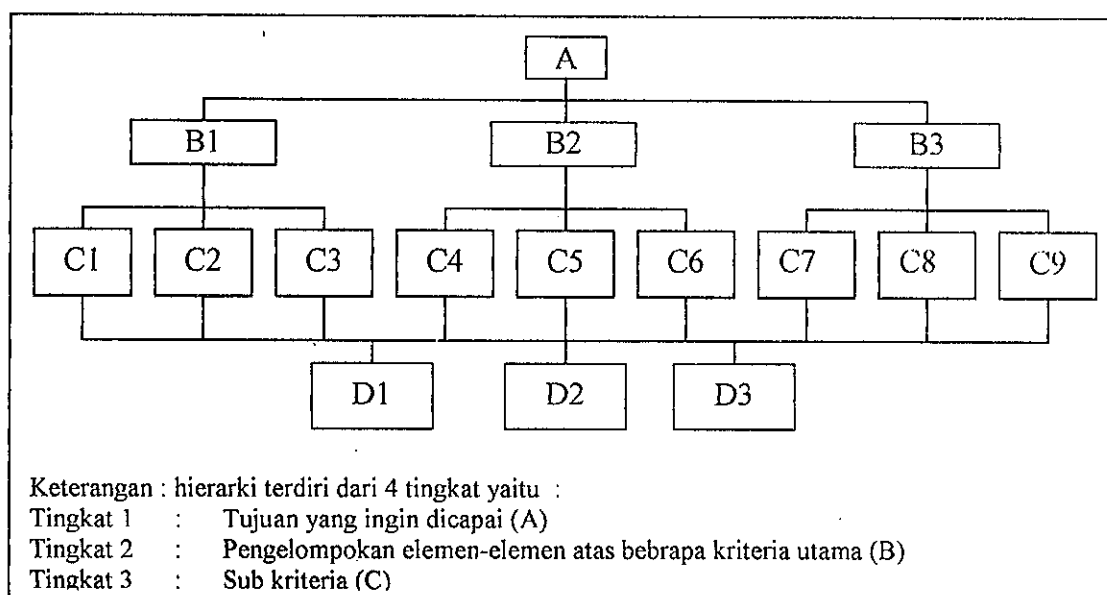 A
B1 B2 B3
C1 C2 C3 C4 C5 C6 C7 C8 C9
D1 D2 D3
Keterangan : hierarki terdiri dari 4 tingkat yaitu :
Tingkat 1 : Tujuan yang ingin dicapai (A)
Tingkat 2 : Pengelompokan elemen-elemen atas bebrapa kriteria utama (B)
Tingkat 3 : Sub kriteria (C)